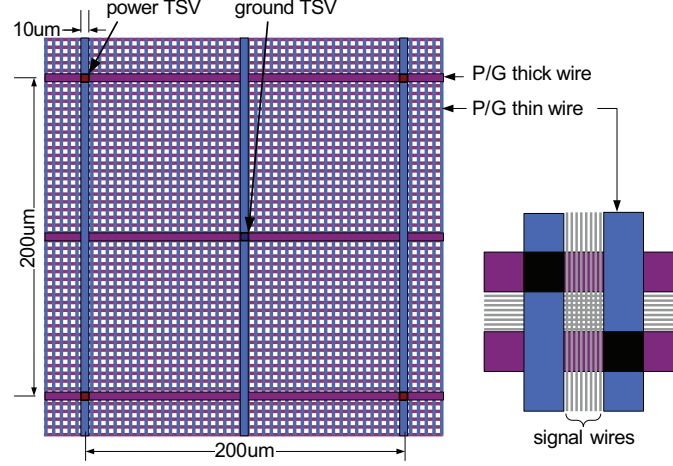 power TSV
ground TSV
10um
P/G thick wire
P/G thin wire
200um
200um
signal wires